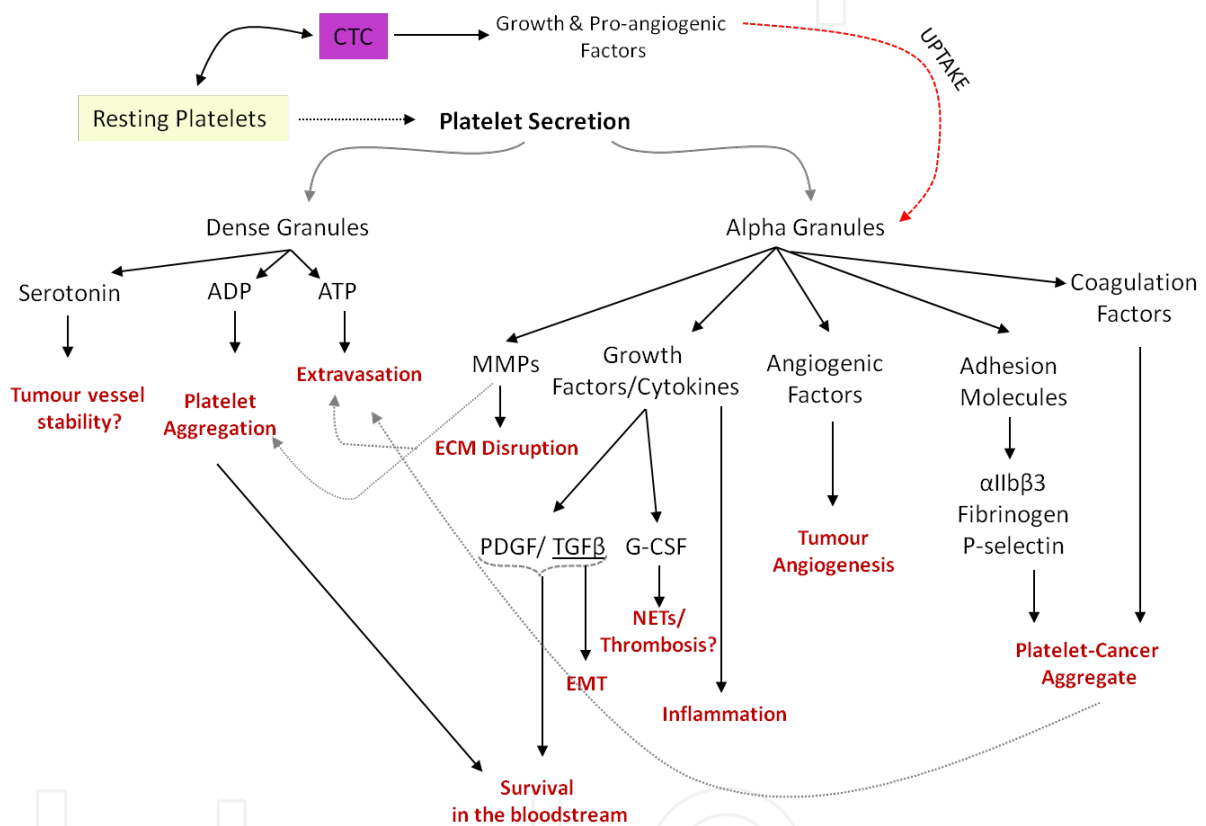 CTC
Growth & Pro-angiogenic
Factors
UPTAKE
Resting Platelets
Platelet Secretion
Dense Granules
Alpha Granules
Serotonin
ADP
ATP
Coagulation
Factors
MMPs
Growth
Factors/Cytokines
Angiogenic
Factors
Adhesion
Molecules
Tumour vessel
stability?
Platelet
Aggregation
Extravasation
ECM Disruption
αIIbβ3
Fibrinogen
P-selectin
PDGF/ TGFβ
G-CSF
Tumour
Angiogenesis
NETs/
Thrombosis?
EMT
Inflammation
Platelet-Cancer
Aggregate
Survival
in the bloodstream